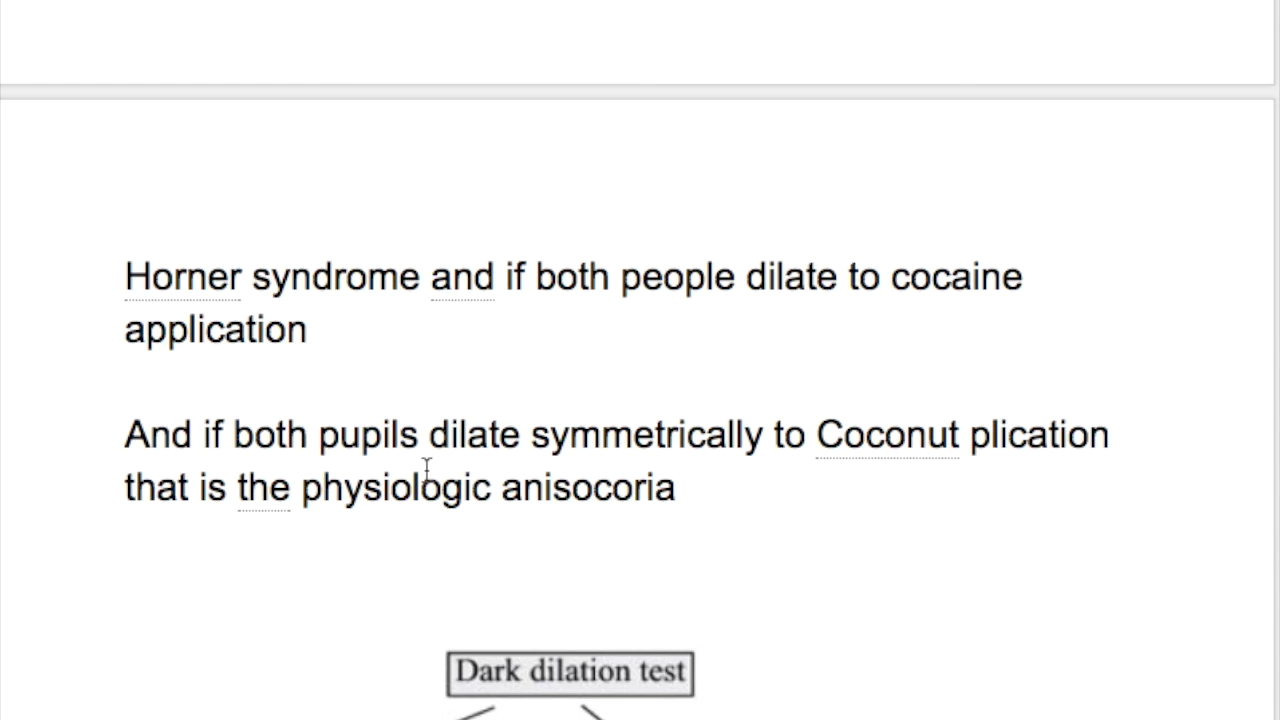 Horner syndrome and if both people dilate to cocaine
application
And if both pupils dilate symmetrically to Coconut plication
that is the physiologic anisocoria
Dark dilation test